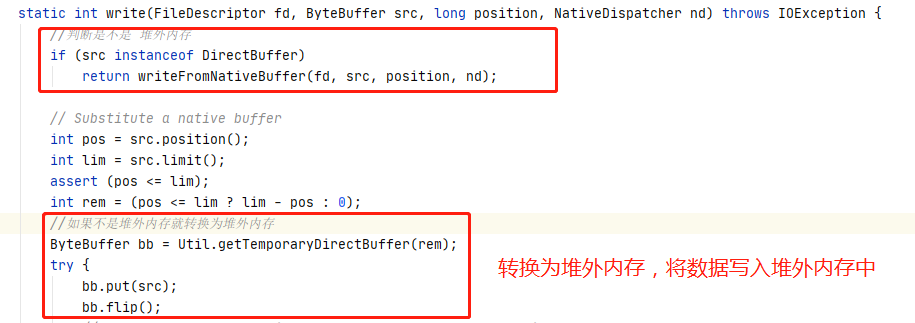 static int write(FileDescriptor fd, ByteBuffer src, long position, NativeDispatcher nd) throws IOException {
//判断是不是 堆外内存
if (src instanceof DirectBuffer)
return writeFromNativeBuffer(fd, src, position, nd);
// Substitute a native buffer
int pos = src.position();
int lim = src.limit();
assert (pos <= lim);
int rem = (pos <= lim ? lim - pos : 0);
//如果不是堆外内存就转换为堆外内存
ByteBuffer bb = Util.getTemporaryDirectBuffer(rem);
try {
bb.put(src);
bb.flip();
转换为堆外内存，将数据写入堆外内存中